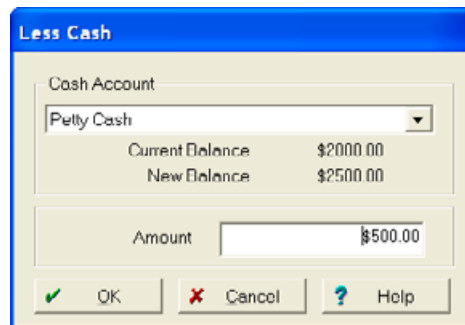 Less Cash
Cash Account
Petty Cash
Current Balance $2000.00
New Balance $2500.00
Amount $500.00
OK Cancel Help